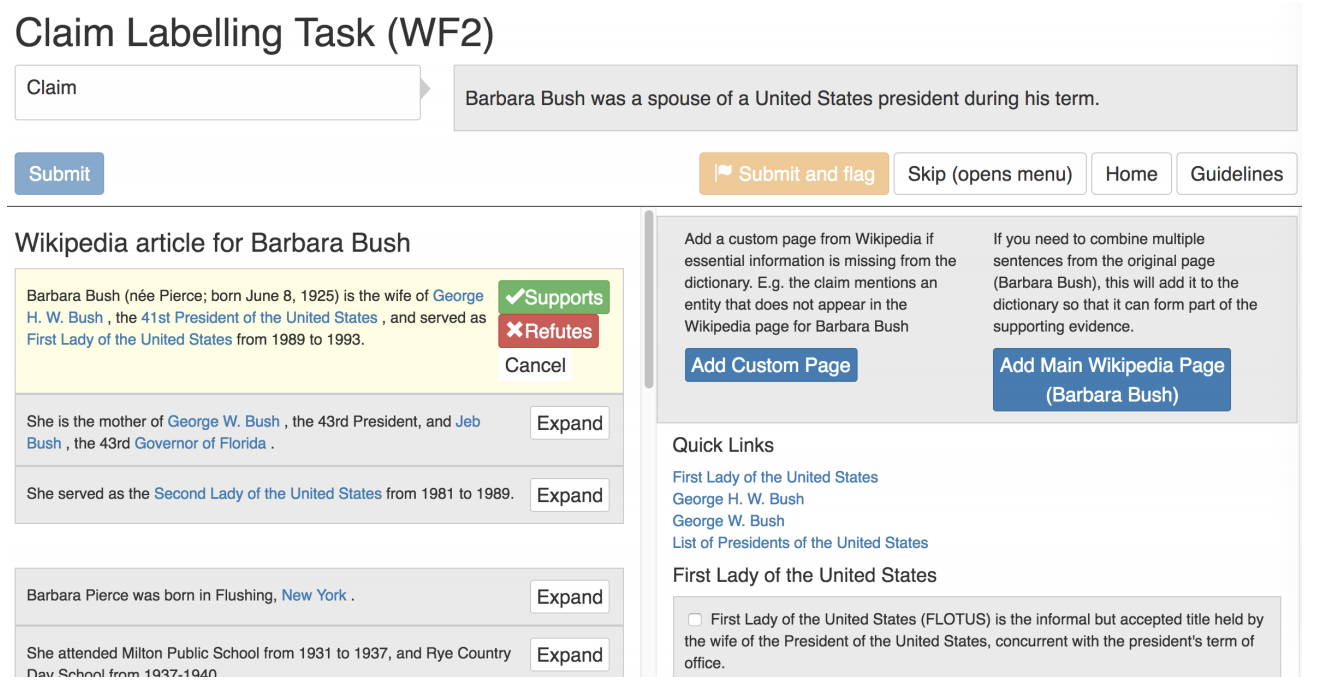 Claim Labelling Task (WF2)
Claim
Barbara Bush was a spouse of a United States president during his term.
Submit
Submit and flag
Skip (opens menu)
Home
Guidelines
Wikipedia article for Barbara Bush
Barbara Bush (née Pierce; born June 8, 1925) is the wife of George
H. W. Bush , the 41st President of the United States , and served as
First Lady of the United States from 1989 to 1993.
Supports
Refutes
Cancel
She is the mother of George W. Bush , the 43rd President, and Jeb
Bush , the 43rd Governor of Florida .
Expand
She served as the Second Lady of the United States from 1981 to 1989.
Expand
Barbara Pierce was born in Flushing, New York .
Expand
She attended Milton Public School from 1931 to 1937, and Rye Country
Day School from 1937-1940
Expand
Add a custom page from Wikipedia if
essential information is missing from the
dictionary. E.g. the claim mentions an
entity that does not appear in the
Wikipedia page for Barbara Bush
Add Custom Page
If you need to combine multiple
sentences from the original page
(Barbara Bush), this will add it to the
dictionary so that it can form part of the
supporting evidence.
Add Main Wikipedia Page
(Barbara Bush)
Quick Links
First Lady of the United States
George H. W. Bush
George W. Bush
List of Presidents of the United States
First Lady of the United States
First Lady of the United States (FLOTUS) is the informal but accepted title held by
the wife of the President of the United States, concurrent with the president's term of
office.